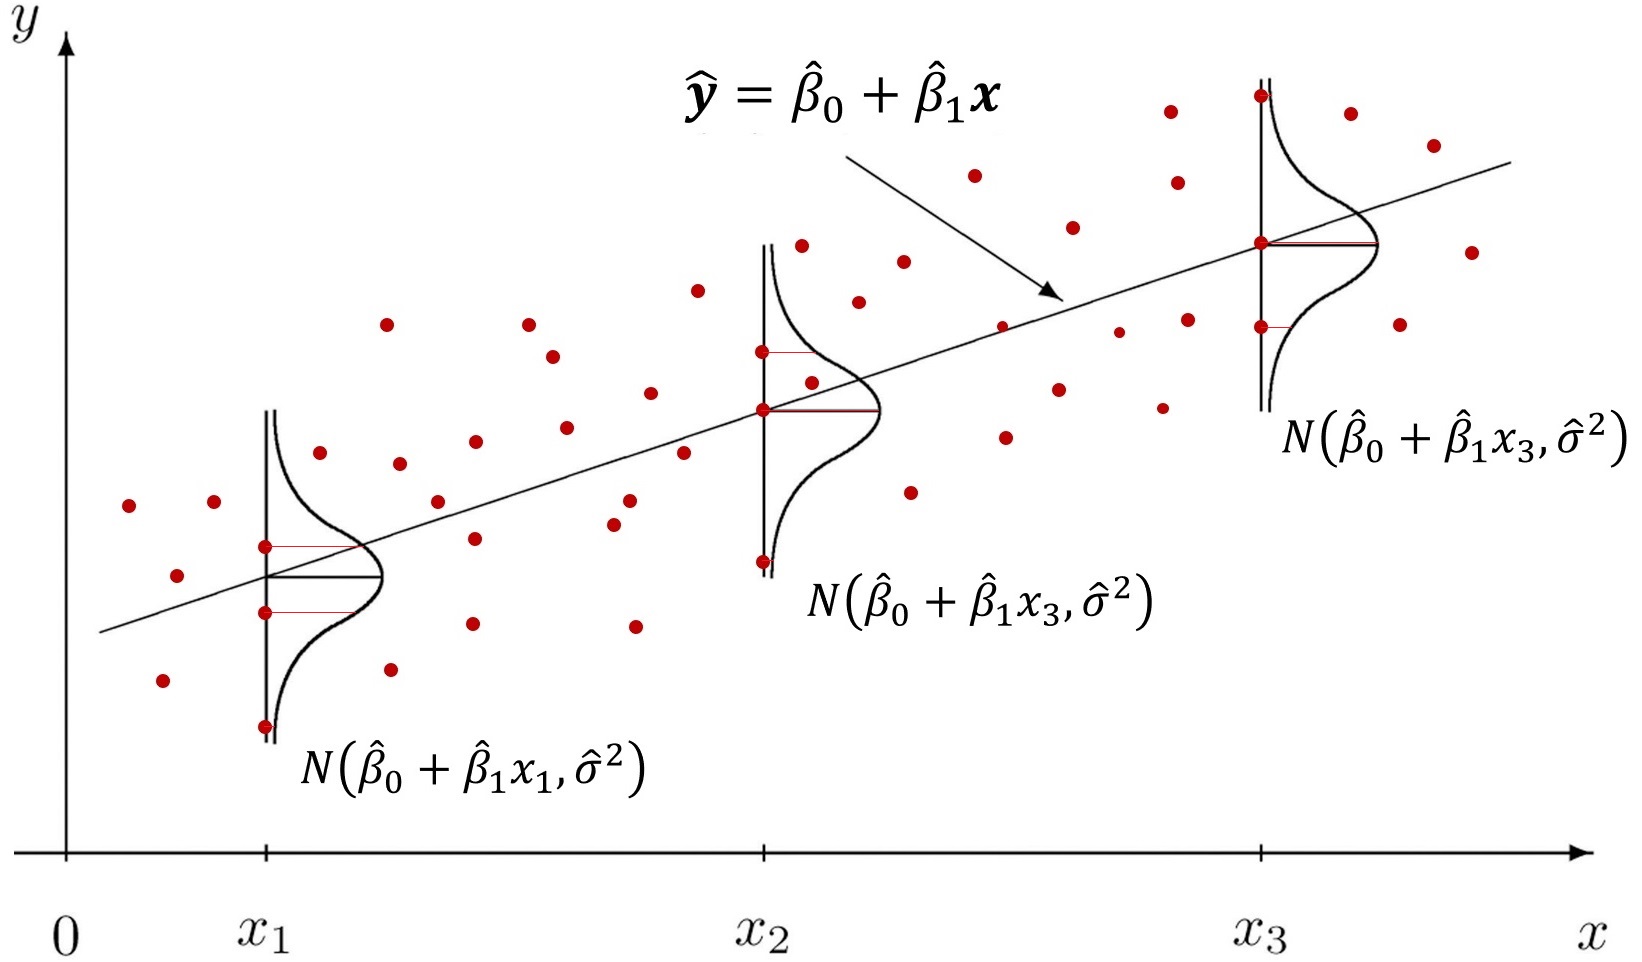 y
ŷ = β̂₀ + β̂₁x
N(β̂₀ + β̂₁x₃, σ̂²)
N(β̂₀ + β̂₁x₃, σ̂²)
N(β̂₀ + β̂₁x₁, σ̂²)
0 x₁ x₂ x₃ x